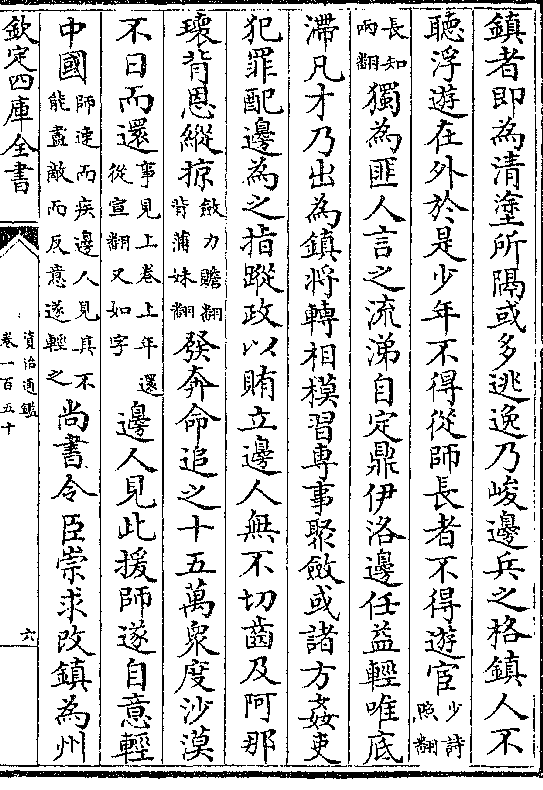 鎮者即為清塗所隔或多逃逸乃峻邊兵之格鎮人不
聽浮遊在外於是少年不得從師長者不得遊宦少詩照翻
長知兩翻獨為匪人言之流涕自定鼎伊洛邊任益輕唯底
滯凡才乃出為鎮將轉相模習專事聚斂或諸方姦吏
犯罪配邊為之指蹤政以賄立邊人無不切齒及阿那
瓌背恩縱掠斂力贍翻背蒲妹翻發奔命追之十五萬衆度沙漠
不日而還事見上卷上年還從宣翻又如字邊人見此援師遂自意輕
中國師速而疾邊人見其不能盡敵而反意遂輕之尚書令臣崇求改鎮為州
欽定四庫全書
資治通鑑
卷一百五十
六